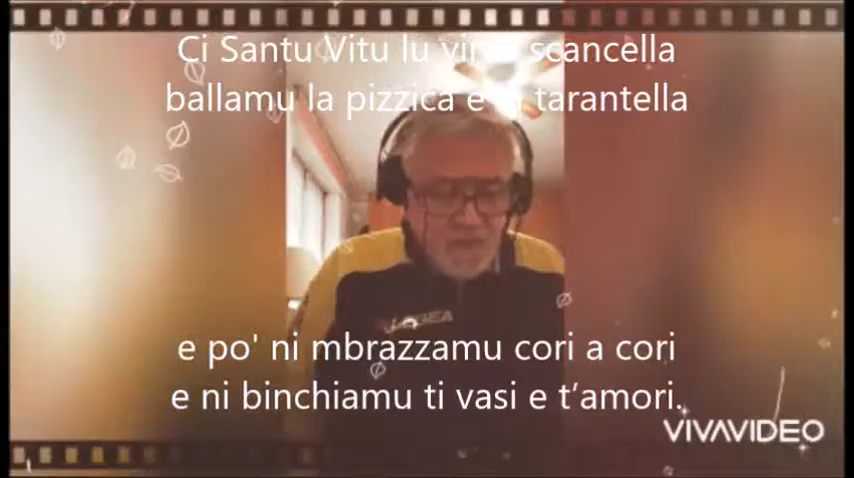 Ci Santu Vitu lu scancella
ballamu la pizzica e tarantella
e po' ni mbrazzamu cori a cori
e ni binchiamu ti vasi e t’amori.
VIVAVIDEO